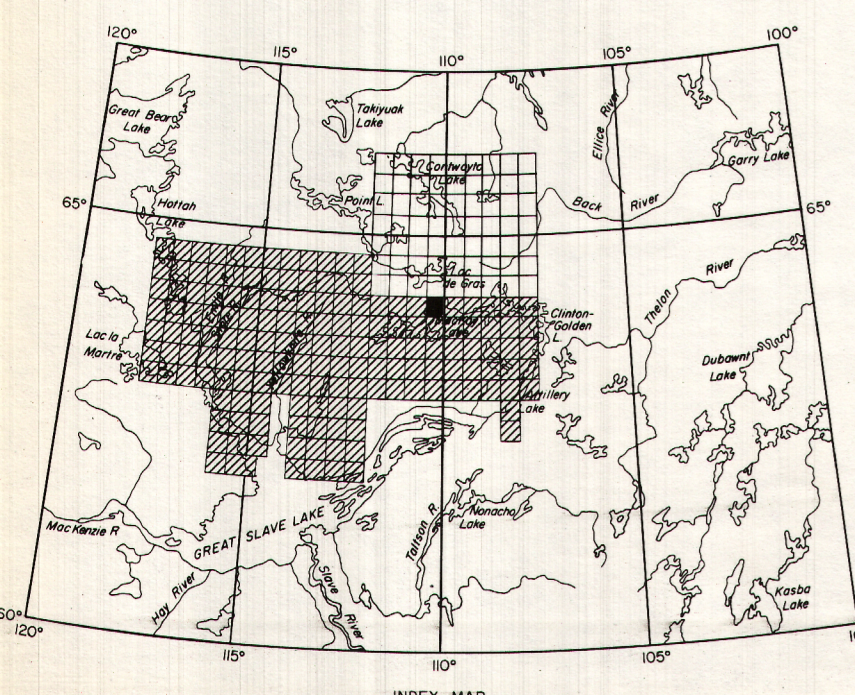 120°
115°
110°
105°
100°
Great Bear
Lake
Takiyuak
Lake
Ellice River
Contwoyto
Lake
Garry Lake
Hottah
Lake
Point L.
Back River
65°
65°
Lac
de Gras
Thelon River
Clinton-
Golden
L.
Lac la
Martre
Lake
Yellowknife R.
Dubawnt
Lake
Artillery
Lake
MacKenzie R
GREAT SLAVE LAKE
Taltson R.
Nonacho
Lake
Hay River
Slave River
Kasba
Lake
60°
120°
115°
110°
105°
INDEX MAP